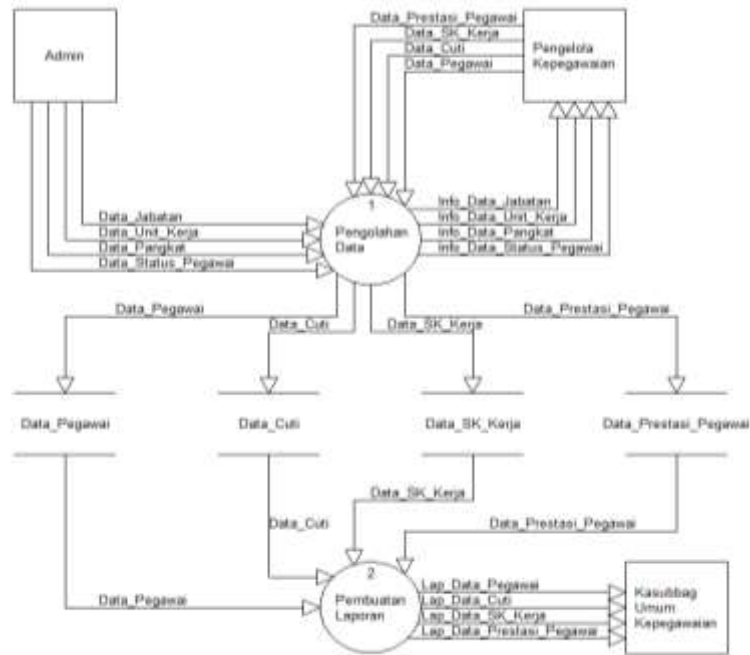 Data_Prestasi_Pegawai
Data_SK_Kerja
Data_Cuti
Data_Pegawai
Admin
Pengelola
Kepegawaian
1
Pengolahan
Data
Data_Jabatan
Data_Unit_Kerja
Data_Pangkat
Data_Status_Pegawai
Info_Data_Jabatan
Info_Data_Unit_Kerja
Info_Data_Pangkat
Info_Data_Status_Pegawai
Data_Pegawai
Data_Cuti
Data_SK_Kerja
Data_Prestasi_Pegawai
Data_Pegawai
Data_Cuti
Data_SK_Kerja
Data_Prestasi_Pegawai
Data_SK_Kerja
Data_Cuti
Data_Prestasi_Pegawai
Data_Pegawai
2
Pembuatan
Laporan
Lap_Data_Pegawai
Lap_Data_Cuti
Lap_Data_SK_Kerja
Lap_Data_Prestasi_Pegawai
Kasubbag
Umum
Kepegawaian